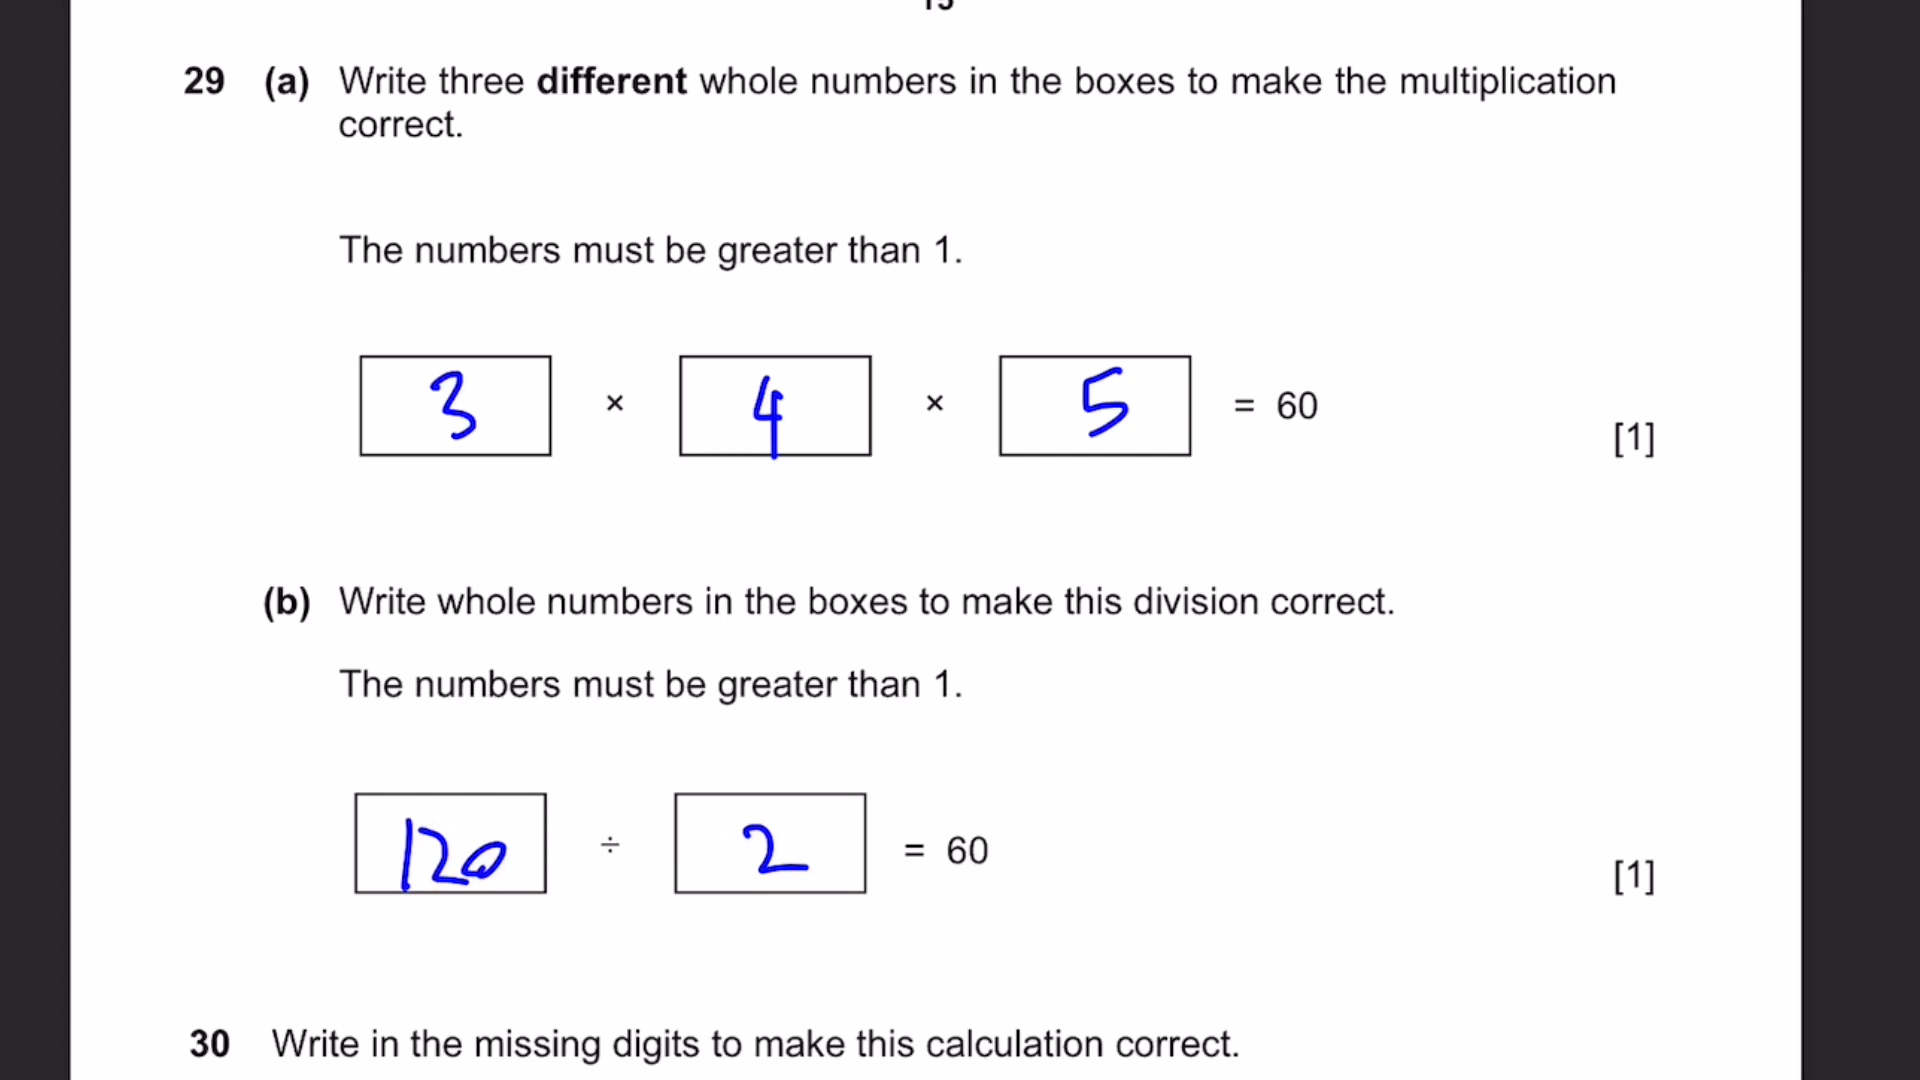 29 (a) Write three different whole numbers in the boxes to make the multiplication
correct.
The numbers must be greater than 1.
3 × 4 × 5 = 60
[1]
(b) Write whole numbers in the boxes to make this division correct.
The numbers must be greater than 1.
120 ÷ 2 = 60
[1]
30 Write in the missing digits to make this calculation correct.